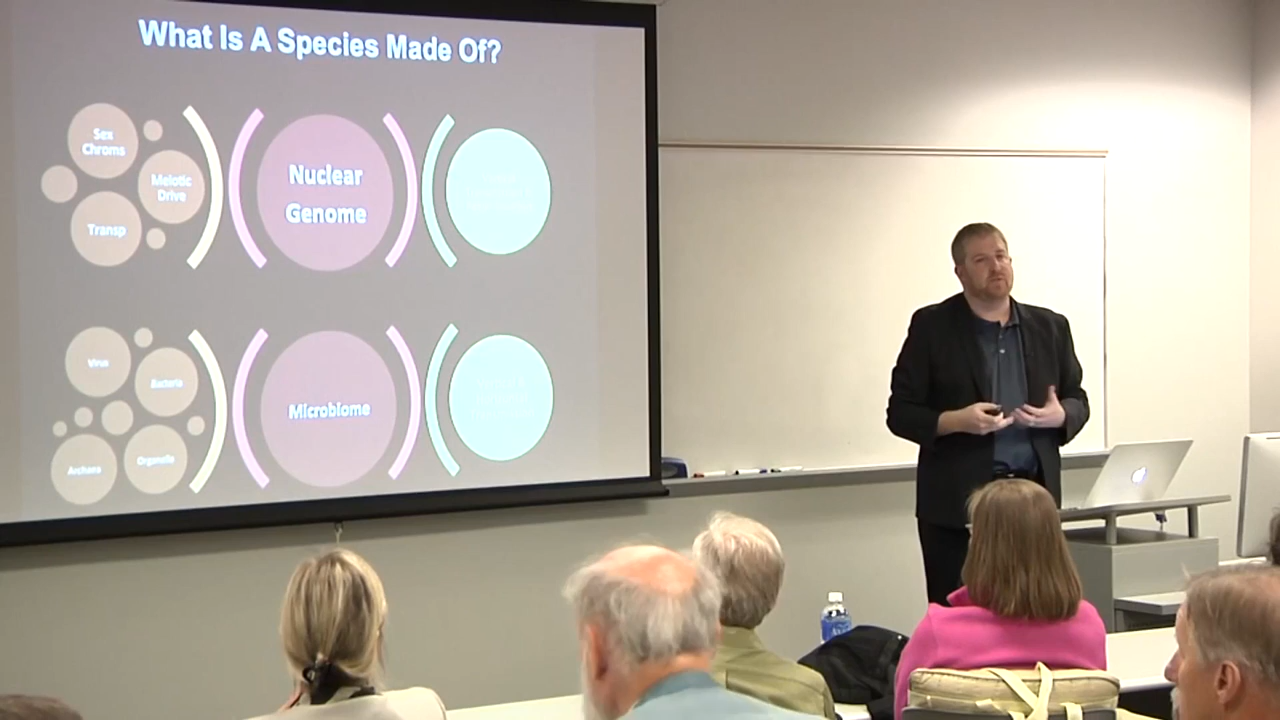 What Is A Species Made Of?
Sex
Chroms
Meiotic
Drive
Transp
Nuclear
Genome
Virus
Bacteria
Archaea
Organelle
Microbiome